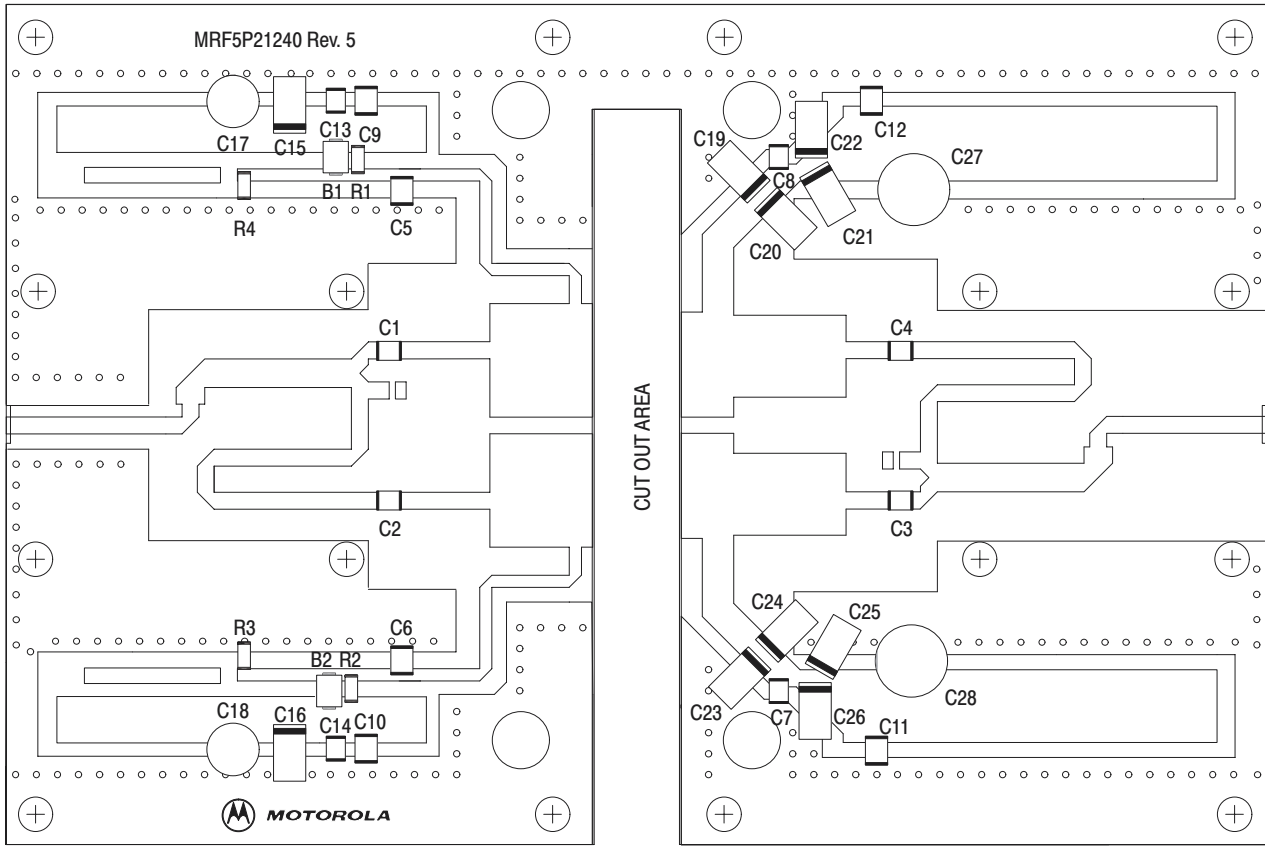 MRF5P21240 Rev. 5
C17
C15
C13
C9
B1
R1
R4
C5
C19
C8
C22
C12
C27
C20
C21
C1
C4
CUT OUT AREA
C2
C3
R3
C6
B2
R2
C18
C16
C14
C10
C24
C25
C23
C7
C26
C11
C28
MOTOROLA